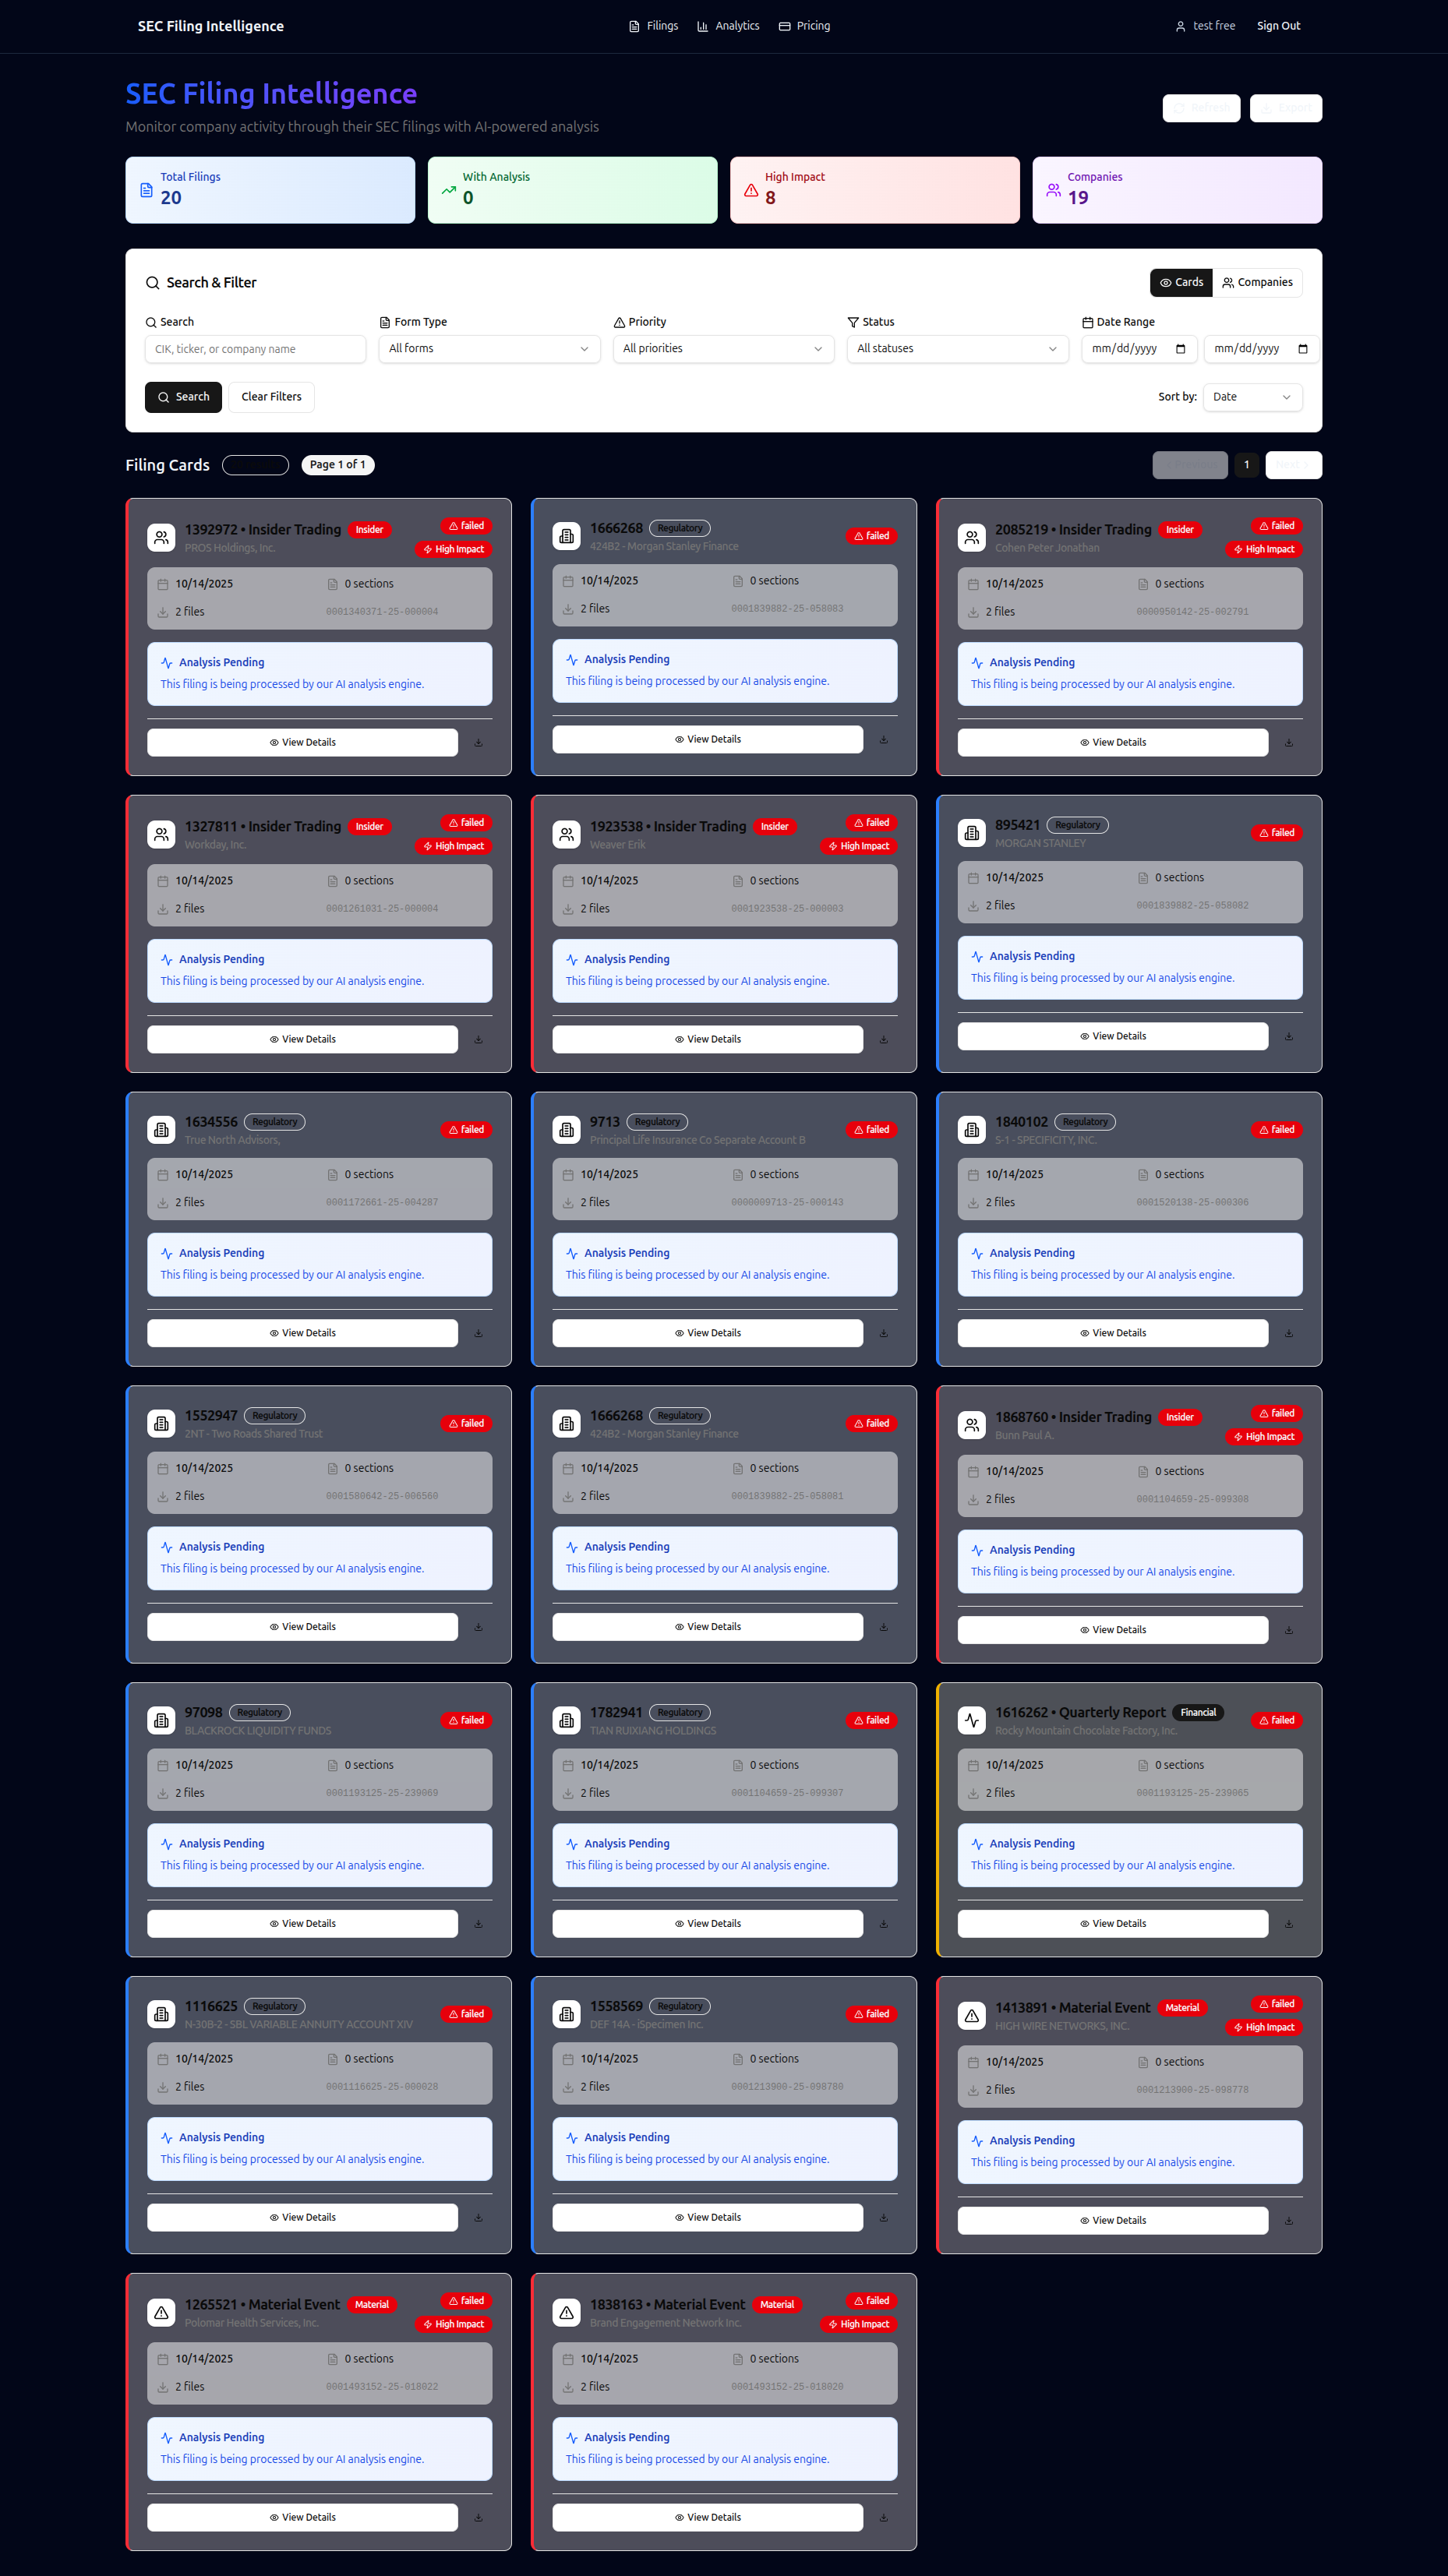 SEC Filing Intelligence
Filings
Analytics
Pricing
test free
Sign Out
SEC Filing Intelligence
Monitor company activity through their SEC filings with AI-powered analysis
Refresh
Export
Total Filings
20
With Analysis
0
High Impact
8
Companies
19
Search & Filter
Cards
Companies
Search
Form Type
Priority
Status
Date Range
CIK, ticker, or company name
All forms
All priorities
All statuses
mm/dd/yyyy
mm/dd/yyyy
Search
Clear Filters
Sort by:
Date
Filing Cards
Page 1 of 1
1
Next
1392972 • Insider Trading
Insider
failed
PROS Holdings, Inc.
High Impact
10/14/2025
0 sections
2 files
0001340371-25-000004
Analysis Pending
This filing is being processed by our AI analysis engine.
View Details
1666268
Regulatory
failed
424B2 - Morgan Stanley Finance
10/14/2025
0 sections
2 files
0001839882-25-058083
Analysis Pending
This filing is being processed by our AI analysis engine.
View Details
2085219 • Insider Trading
Insider
failed
Cohen Peter Jonathan
High Impact
10/14/2025
0 sections
2 files
0000950142-25-002791
Analysis Pending
This filing is being processed by our AI analysis engine.
View Details
1327811 • Insider Trading
Insider
failed
Workday, Inc.
High Impact
10/14/2025
0 sections
2 files
0001261031-25-000004
Analysis Pending
This filing is being processed by our AI analysis engine.
View Details
1923538 • Insider Trading
Insider
failed
Weaver Erik
High Impact
10/14/2025
0 sections
2 files
0001923538-25-000003
Analysis Pending
This filing is being processed by our AI analysis engine.
View Details
895421
Regulatory
failed
MORGAN STANLEY
10/14/2025
0 sections
2 files
0001839882-25-058082
Analysis Pending
This filing is being processed by our AI analysis engine.
View Details
1634556
Regulatory
failed
True North Advisors,
10/14/2025
0 sections
2 files
0001172661-25-004287
Analysis Pending
This filing is being processed by our AI analysis engine.
View Details
9713
Regulatory
failed
Principal Life Insurance Co Separate Account B
10/14/2025
0 sections
2 files
0000009713-25-000143
Analysis Pending
This filing is being processed by our AI analysis engine.
View Details
1840102
Regulatory
failed
S-1 - SPECIFICITY, INC.
10/14/2025
0 sections
2 files
0001520138-25-000306
Analysis Pending
This filing is being processed by our AI analysis engine.
View Details
1552947
Regulatory
failed
2NT - Two Roads Shared Trust
10/14/2025
0 sections
2 files
0001580642-25-006560
Analysis Pending
This filing is being processed by our AI analysis engine.
View Details
1666268
Regulatory
failed
424B2 - Morgan Stanley Finance
10/14/2025
0 sections
2 files
0001839882-25-058081
Analysis Pending
This filing is being processed by our AI analysis engine.
View Details
1868760 • Insider Trading
Insider
failed
Bunn Paul A.
High Impact
10/14/2025
0 sections
2 files
0001104659-25-099308
Analysis Pending
This filing is being processed by our AI analysis engine.
View Details
97098
Regulatory
failed
BLACKROCK LIQUIDITY FUNDS
10/14/2025
0 sections
2 files
0001193125-25-239069
Analysis Pending
This filing is being processed by our AI analysis engine.
View Details
1782941
Regulatory
failed
TIAN RUIXIANG HOLDINGS
10/14/2025
0 sections
2 files
0001104659-25-099307
Analysis Pending
This filing is being processed by our AI analysis engine.
View Details
1616262 • Quarterly Report
Financial
failed
Rocky Mountain Chocolate Factory, Inc.
10/14/2025
0 sections
2 files
0001193125-25-239065
Analysis Pending
This filing is being processed by our AI analysis engine.
View Details
1116625
Regulatory
failed
N-30B-2 - SBL VARIABLE ANNUITY ACCOUNT XIV
10/14/2025
0 sections
2 files
0001116625-25-000028
Analysis Pending
This filing is being processed by our AI analysis engine.
View Details
1558569
Regulatory
failed
DEF 14A - iSpecimen Inc.
10/14/2025
0 sections
2 files
0001213900-25-098780
Analysis Pending
This filing is being processed by our AI analysis engine.
View Details
1413891 • Material Event
Material
failed
HIGH WIRE NETWORKS, INC.
High Impact
10/14/2025
0 sections
2 files
0001213900-25-098778
Analysis Pending
This filing is being processed by our AI analysis engine.
View Details
1265521 • Material Event
Material
failed
Polomar Health Services, Inc.
High Impact
10/14/2025
0 sections
2 files
0001493152-25-018022
Analysis Pending
This filing is being processed by our AI analysis engine.
View Details
1838163 • Material Event
Material
failed
Brand Engagement Network Inc.
High Impact
10/14/2025
0 sections
2 files
0001493152-25-018020
Analysis Pending
This filing is being processed by our AI analysis engine.
View Details